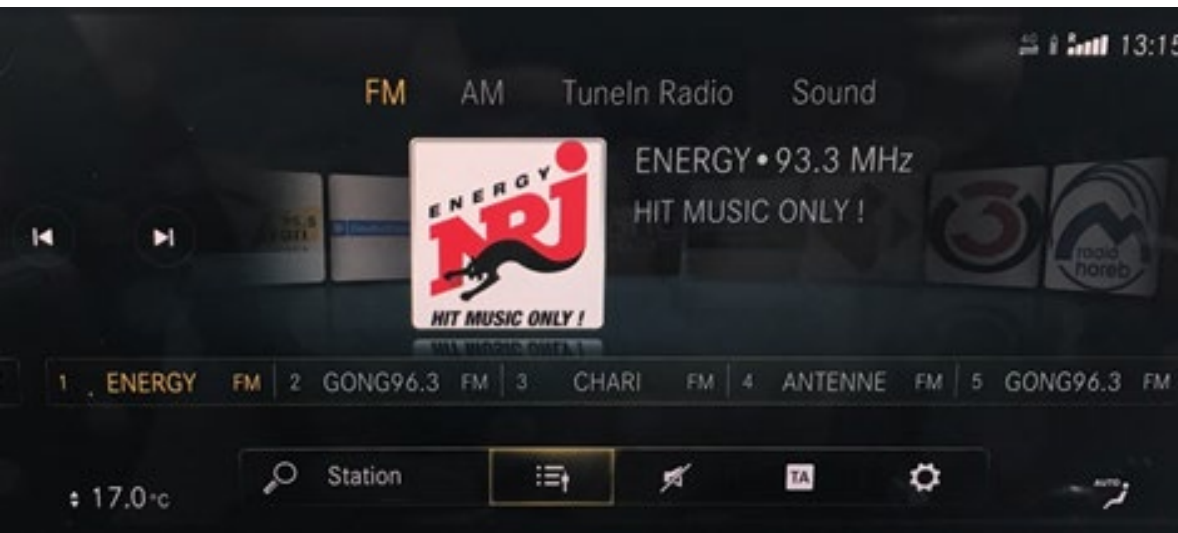 4G 13:15
FM AM TuneIn Radio Sound
ENERGY • 93.3 MHz
HIT MUSIC ONLY !
ENERGY
NRJ
HIT MUSIC ONLY !
radio
horeb
1 ENERGY FM 2 GONG96.3 FM 3 CHARI FM 4 ANTENNE FM 5 GONG96.3 FM
Station TA
17.0 °C AUTO